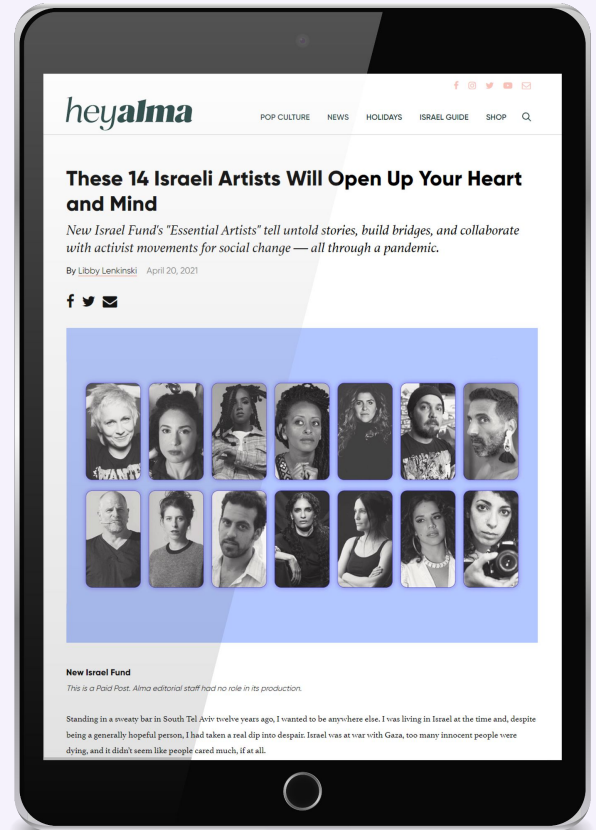 heyalma
POP CULTURE NEWS HOLIDAYS ISRAEL GUIDE SHOP
These 14 Israeli Artists Will Open Up Your Heart
and Mind
New Israel Fund's "Essential Artists" tell untold stories, build bridges, and collaborate
with activist movements for social change — all through a pandemic.
By Libby Lenkinski April 20, 2021
New Israel Fund
This is a Paid Post. Alma editorial staff had no role in its production.
Standing in a sweaty bar in South Tel Aviv twelve years ago, I wanted to be anywhere else. I was living in Israel at the time and, despite
being a generally hopeful person, I had taken a real dip into despair. Israel was at war with Gaza, too many innocent people were
dying, and it didn't seem like people cared much, if at all.